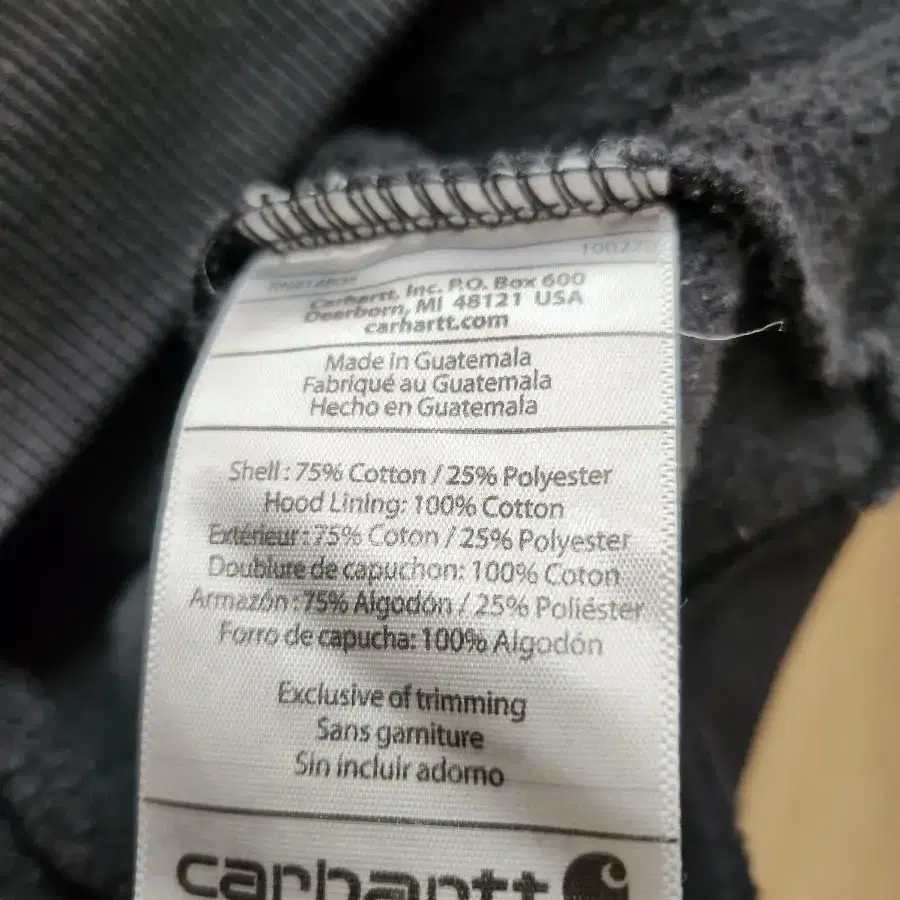 Carhartt, Inc. P.O. Box 600
Dearborn, MI 48121 USA
carhartt.com
Made in Guatemala
Fabriqué au Guatemala
Hecho en Guatemala
Shell: 75% Cotton / 25% Polyester
Hood Lining: 100% Cotton
Extérieur: 75% Coton / 25% Polyester
Doublure de capuchon: 100% Coton
Armazón: 75% Algodón / 25% Poliéster
Forro de capucha: 100% Algodón
Exclusive of trimming
Sans garniture
Sin incluir adorno
carhartt